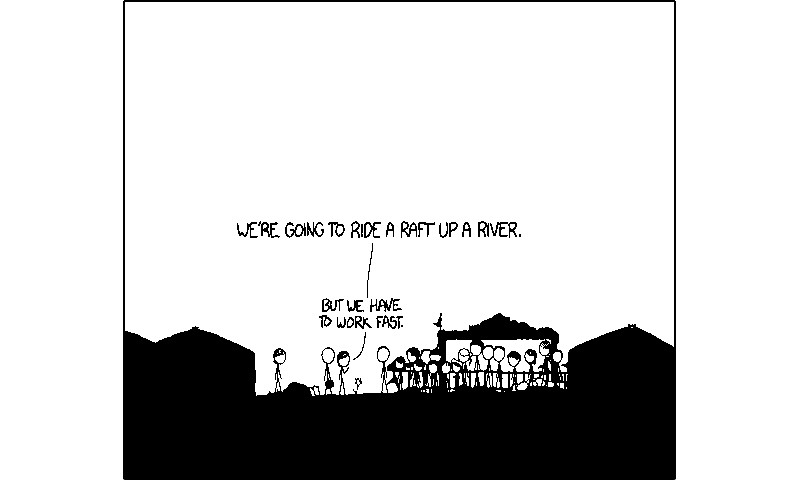 WE'RE GOING TO RIDE A RAFT UP A RIVER.
BUT WE HAVE
TO WORK FAST.